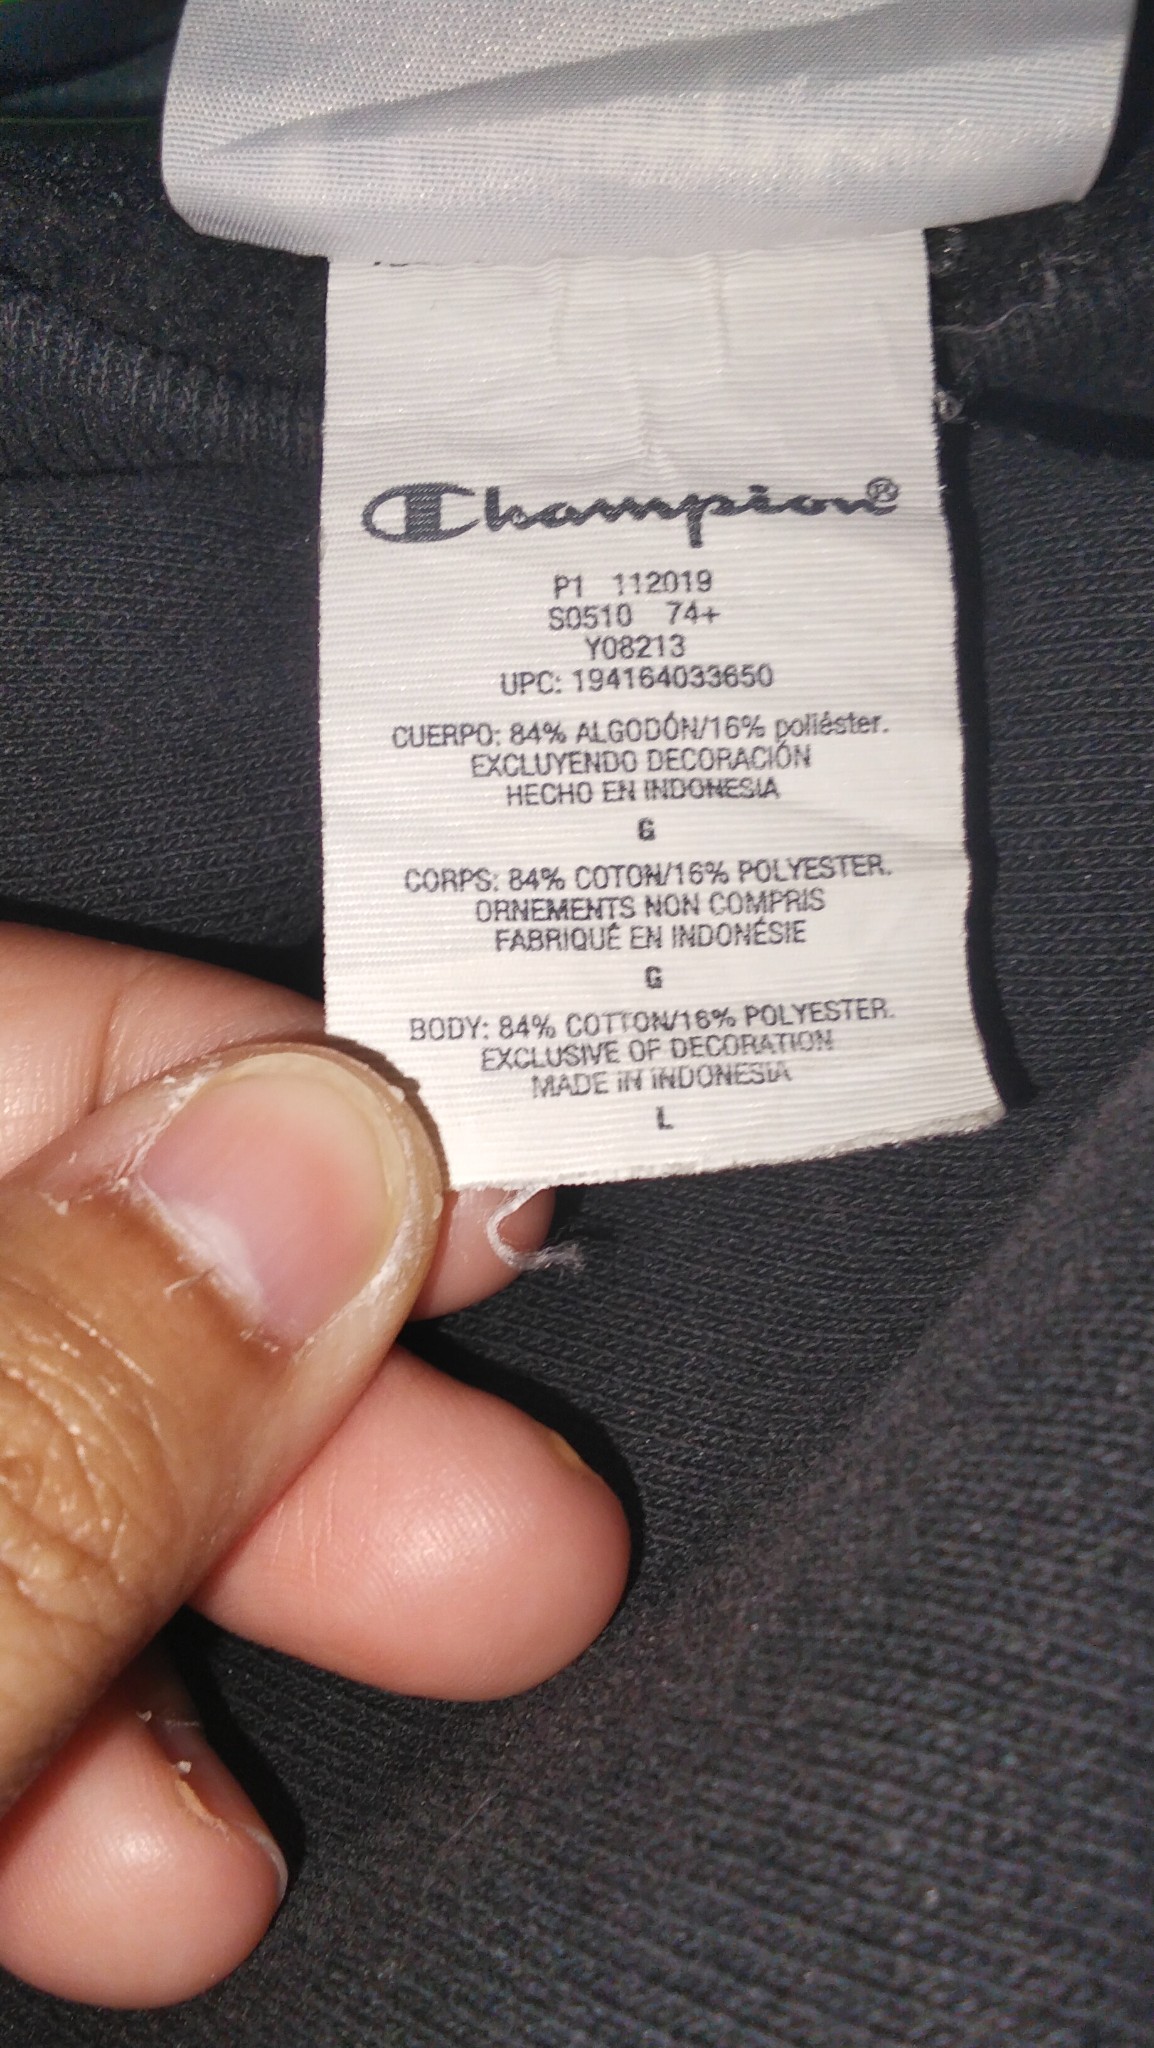 Champion®
P1 112019
S0510 74+
Y08213
UPC: 194164033650
CUERPO: 84% ALGODÓN/16% poliéster.
EXCLUYENDO DECORACIÓN
HECHO EN INDONESIA
G
CORPS: 84% COTON/16% POLYESTER.
ORNEMENTS NON COMPRIS
FABRIQUÉ EN INDONÉSIE
G
BODY: 84% COTTON/16% POLYESTER.
EXCLUSIVE OF DECORATION
MADE IN INDONESIA
L